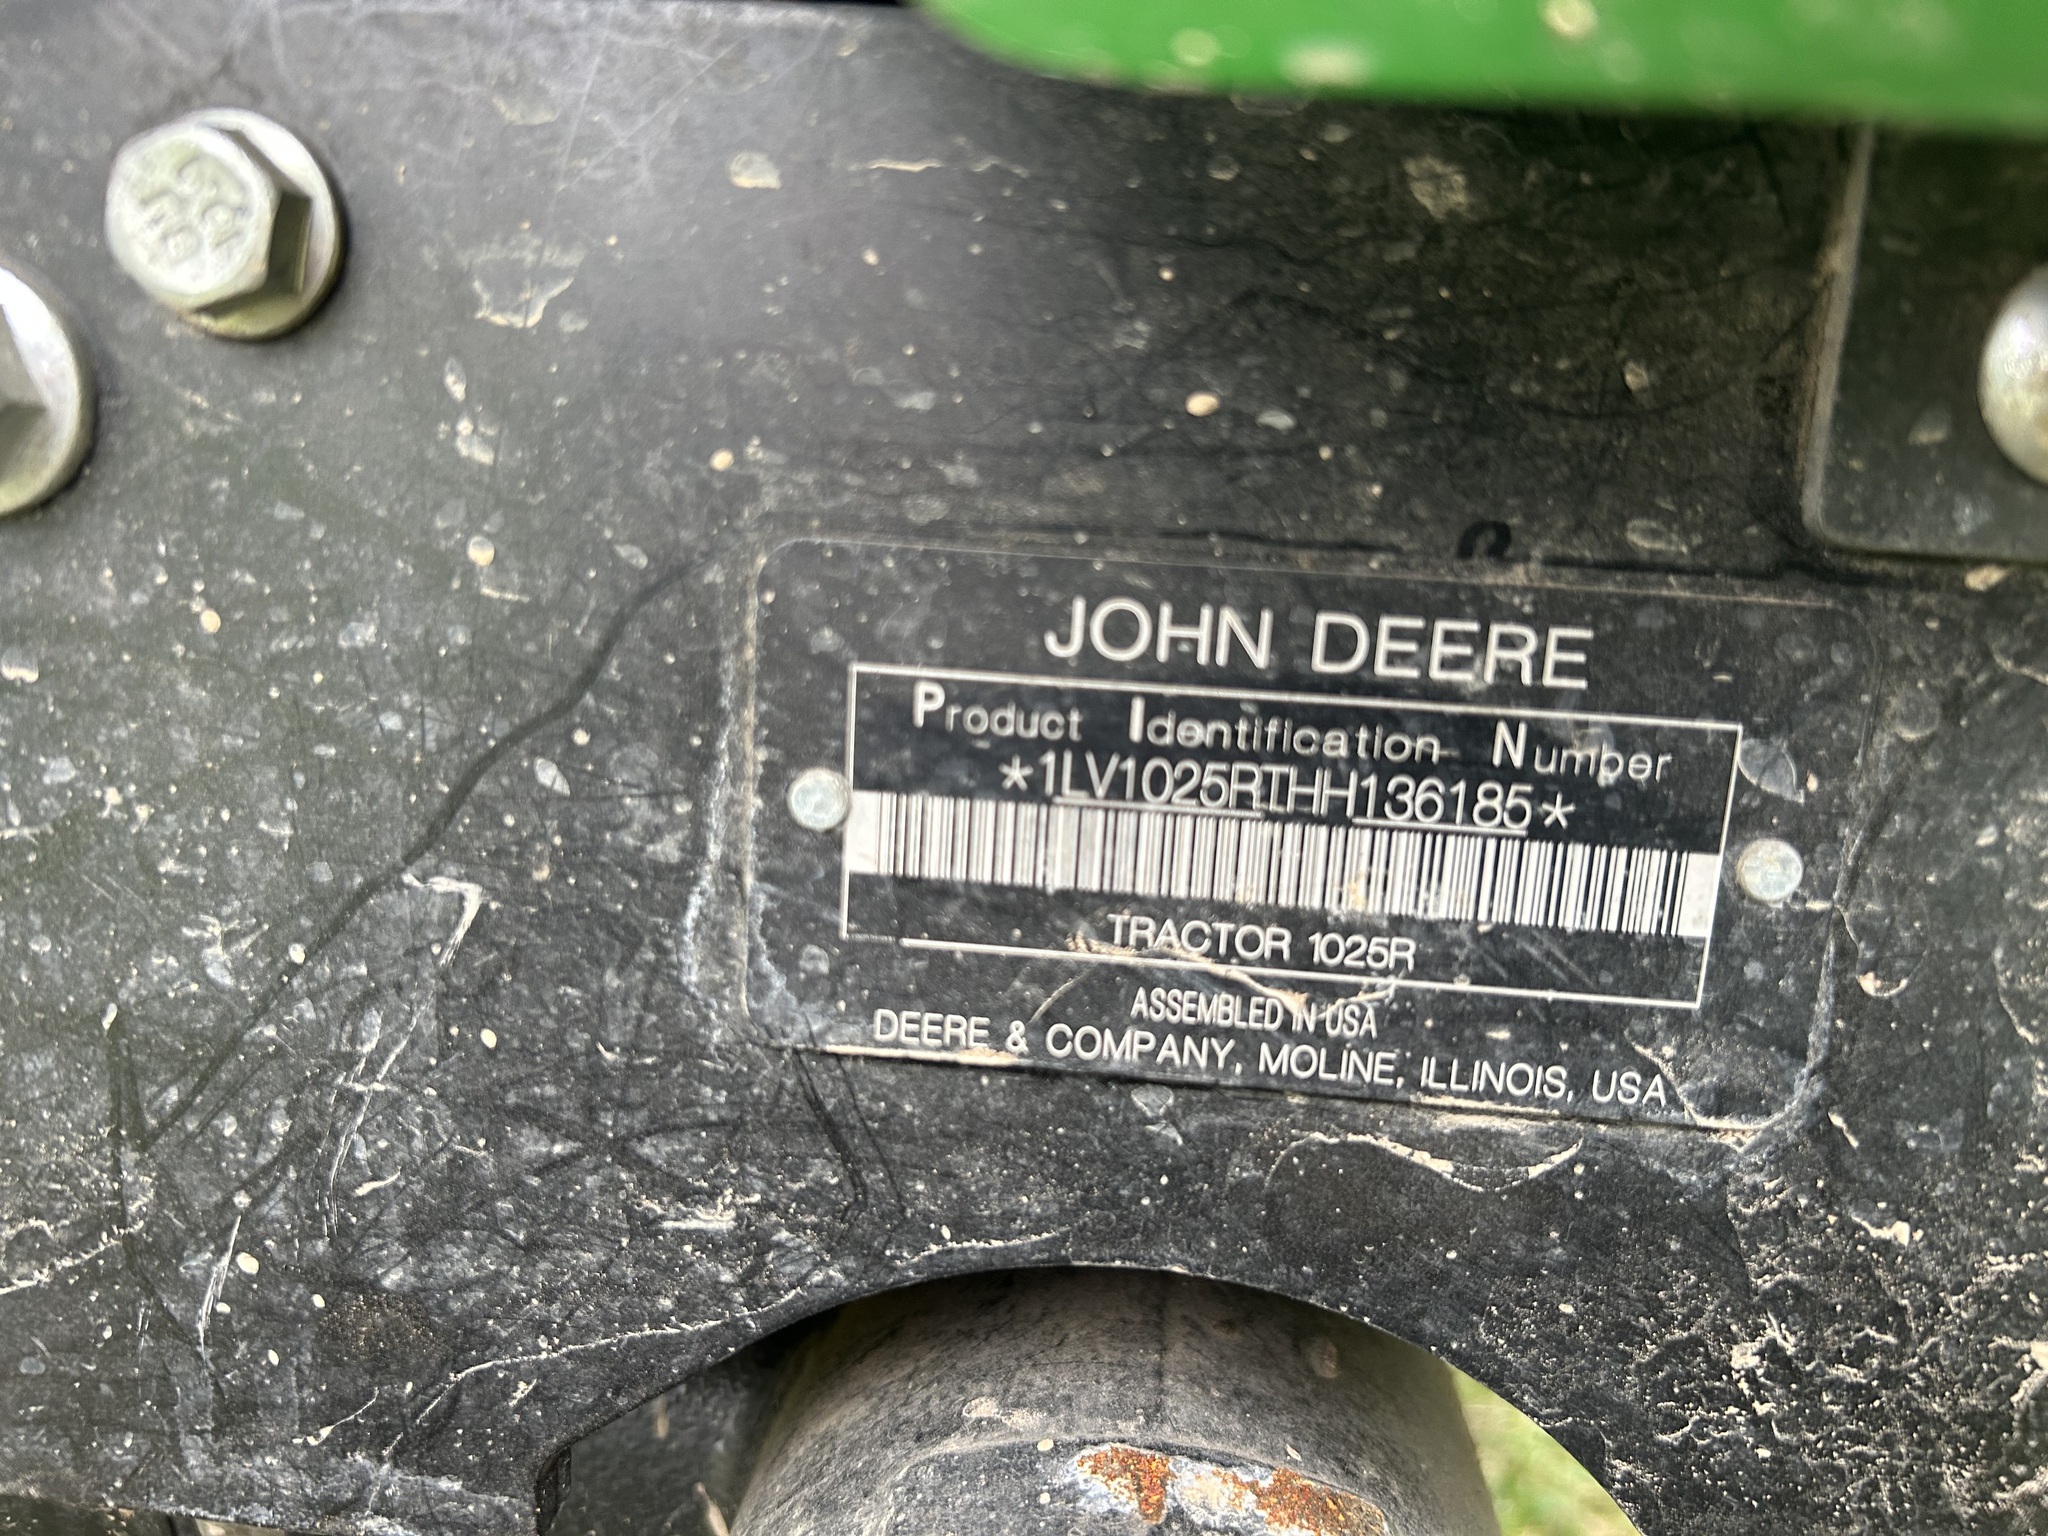 JOHN DEERE
Product Identification Number
*1LV1025RTHH136185*
TRACTOR 1025R
ASSEMBLED IN USA
DEERE & COMPANY, MOLINE, ILLINOIS, USA